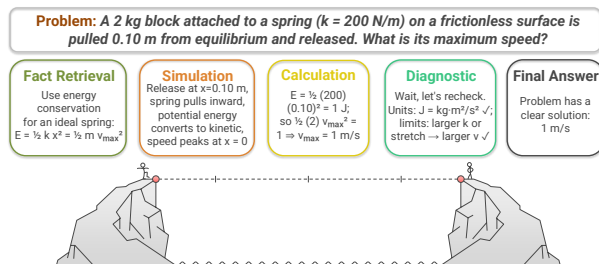 Problem: A 2 kg block attached to a spring (k = 200 N/m) on a frictionless surface is
pulled 0.10 m from equilibrium and released. What is its maximum speed?
Fact Retrieval
Use energy
conservation
for an ideal spring:
E = ½ k x² = ½ m vmax²
Simulation
Release at x=0.10 m,
spring pulls inward,
potential energy
converts to kinetic,
speed peaks at x = 0
Calculation
E = ½ (200)
(0.10)² = 1 J;
so ½ (2) vmax² =
1 ⇒ vmax = 1 m/s
Diagnostic
Wait, let's recheck.
Units: J = kg·m²/s² ✓;
limits: larger k or
stretch → larger v ✓
Final Answer
Problem has a
clear solution:
1 m/s